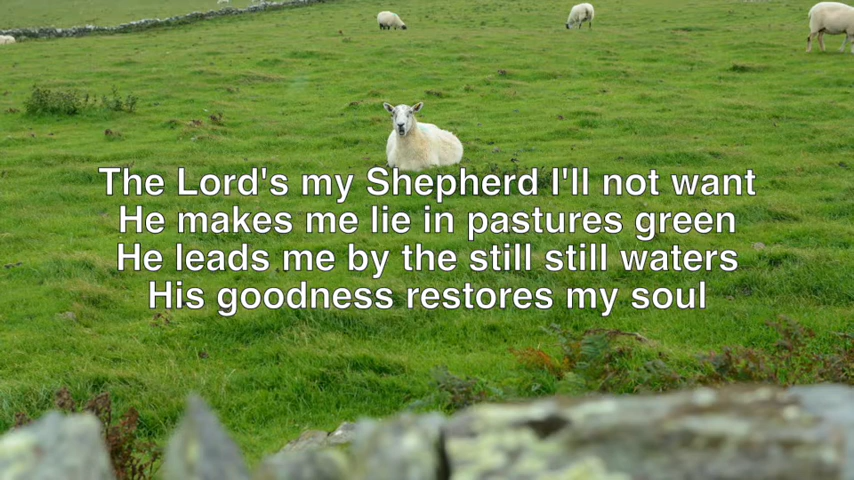 The Lord's my Shepherd I'll not want
He makes me lie in pastures green
He leads me by the still still waters
His goodness restores my soul